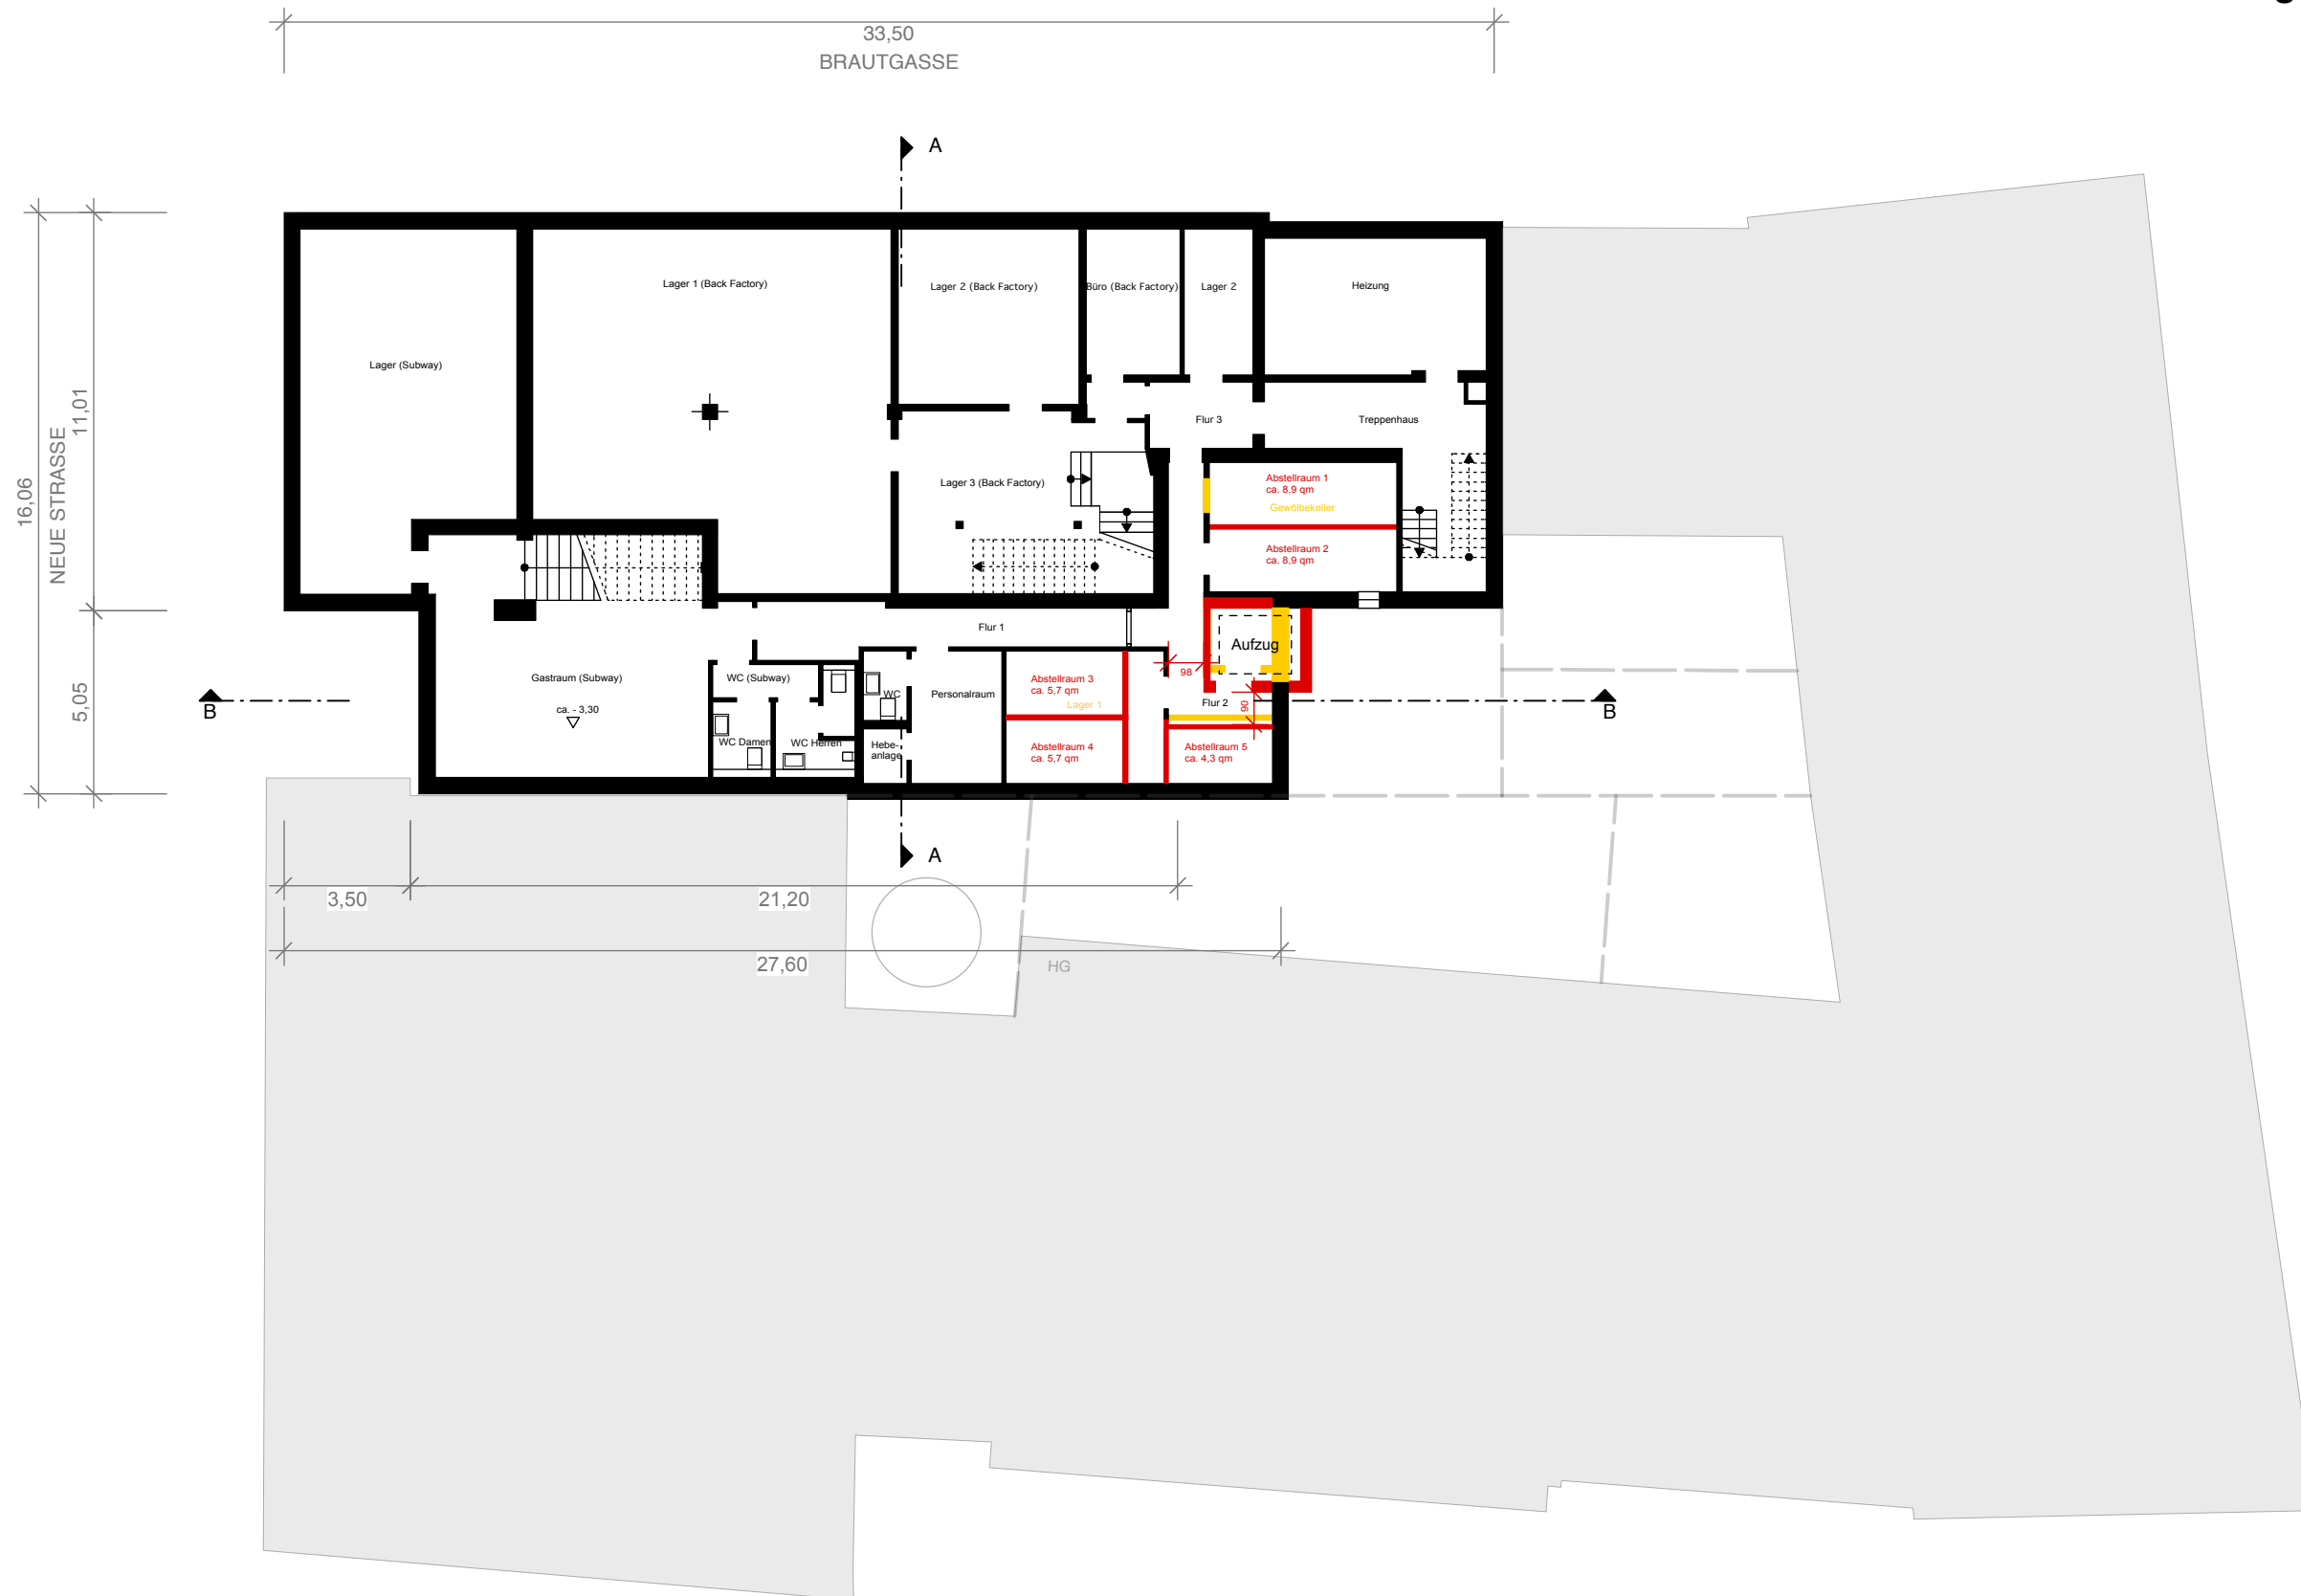 33,50
BRAUTGASSE
A
16,06
NEUE STRASSE
11,01
5,05
Lager (Subway)
Lager 1 (Back Factory)
Lager 2 (Back Factory)
Büro (Back Factory)
Lager 2
Heizung
Flur 3
Treppenhaus
Lager 3 (Back Factory)
Abstellraum 1
ca. 8,9 qm
Gewölbekeller
Abstellraum 2
ca. 8,9 qm
Flur 1
Aufzug
98
Gastraum (Subway)
ca. - 3,30
WC (Subway)
WC
Personalraum
Abstellraum 3
ca. 5,7 qm
Lager 1
Flur 2
90
B
B
WC Damen
WC Herren
Hebe-
anlage
Abstellraum 4
ca. 5,7 qm
Abstellraum 5
ca. 4,3 qm
A
3,50
21,20
27,60
HG